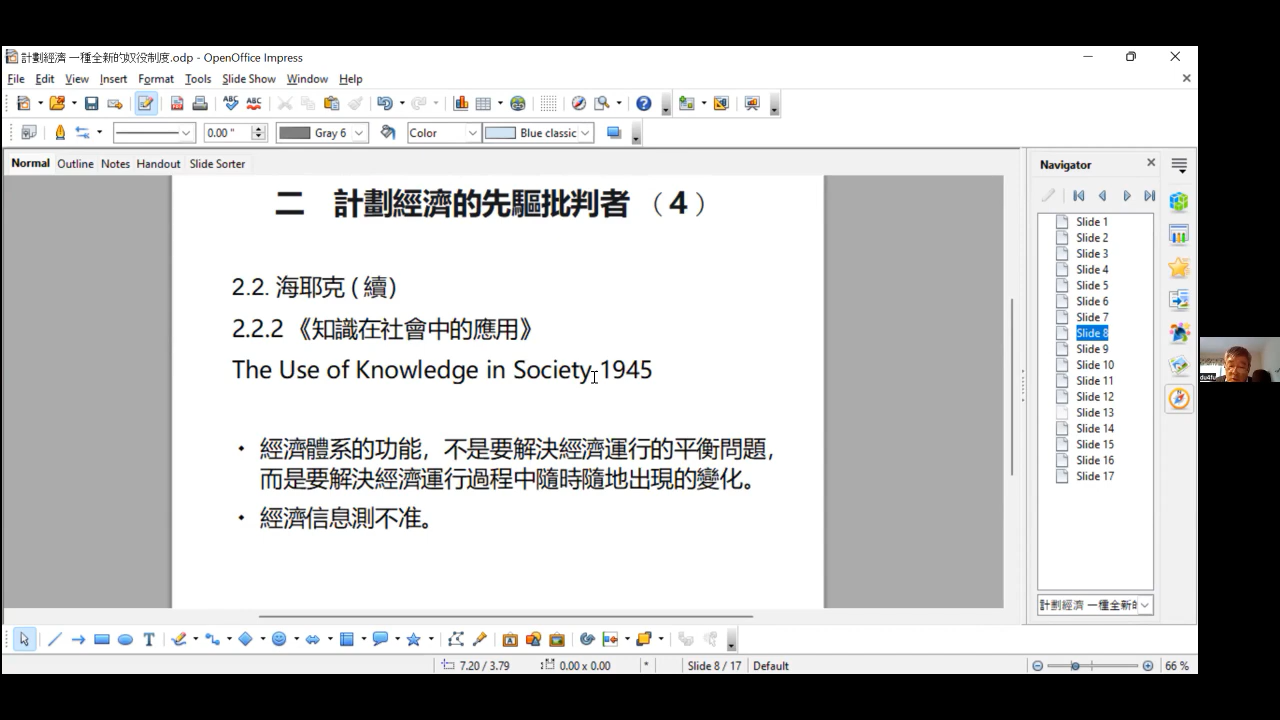 計劃經濟 一種全新的奴役制度.odp - OpenOffice Impress
File Edit View Insert Format Tools Slide Show Window Help
0.00 " Gray 6 Color Blue classic
Normal Outline Notes Handout Slide Sorter
二 計劃經濟的先驅批判者 （4）
2.2. 海耶克 ( 續)
2.2.2 《知識在社會中的應用》
The Use of Knowledge in Society 1945
• 經濟體系的功能，不是要解決經濟運行的平衡問題，
而是要解決經濟運行過程中隨時隨地出現的變化。
• 經濟信息測不准。
Navigator
Slide 1
Slide 2
Slide 3
Slide 4
Slide 5
Slide 6
Slide 7
Slide 8
Slide 9
Slide 10
Slide 11
Slide 12
Slide 13
Slide 14
Slide 15
Slide 16
Slide 17
計劃經濟 一種全新的
7.20 / 3.79 0.00 x 0.00 * Slide 8 / 17 Default 66 %